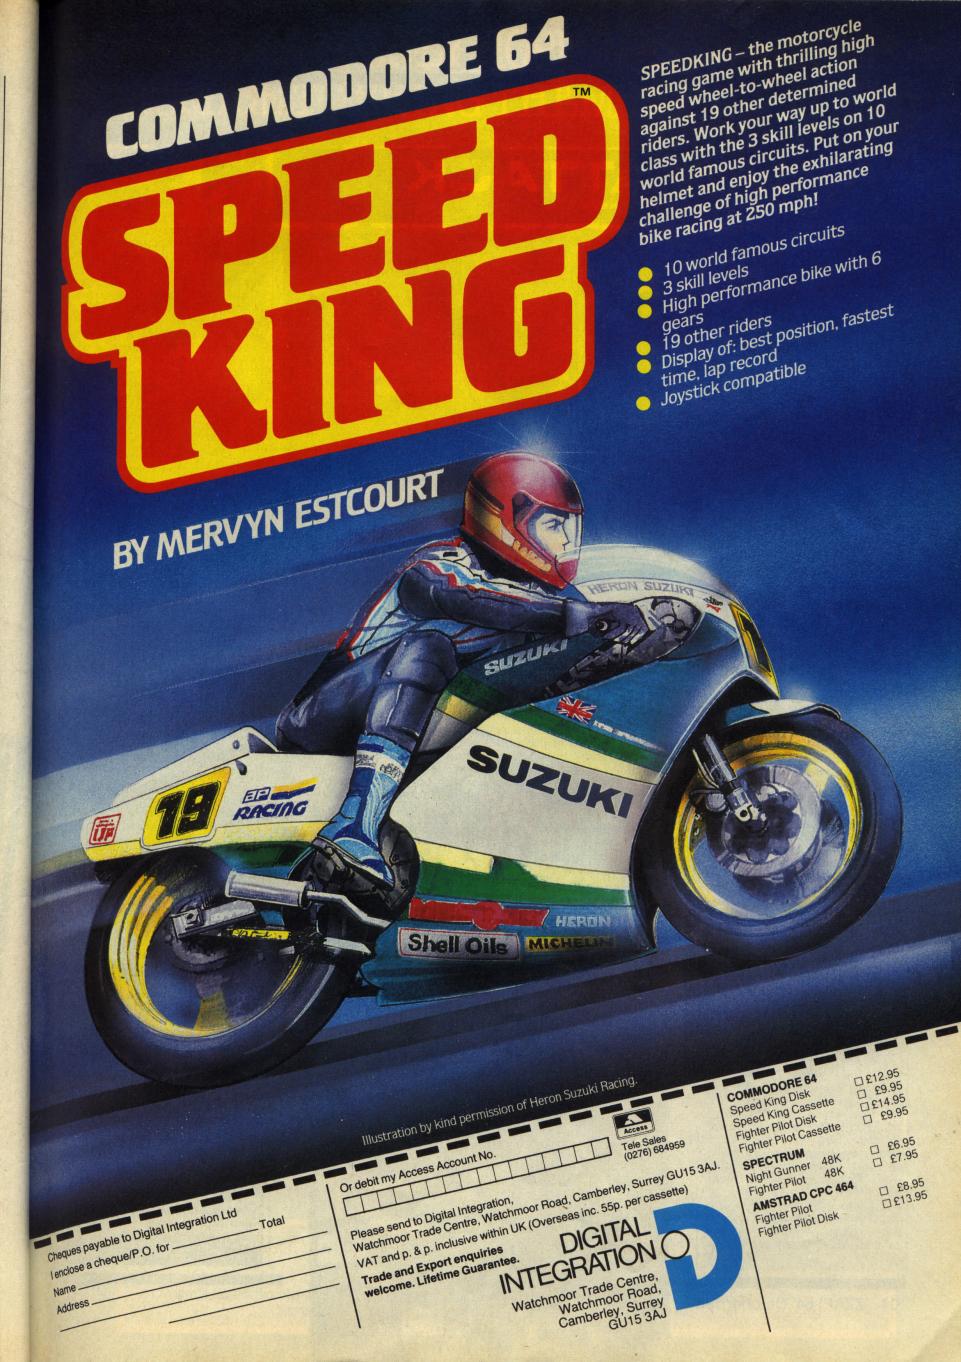 COMMODORE 64
SPEED™
KING
BY MERVYN ESTCOURT
SPEEDKING – the motorcycle
racing game with thrilling high
speed wheel-to-wheel action
against 19 other determined
riders. Work your way up to world
class with the 3 skill levels on 10
world famous circuits. Put on your
helmet and enjoy the exhilarating
challenge of high performance
bike racing at 250 mph!
10 world famous circuits
3 skill levels
High performance bike with 6
gears
19 other riders
Display of: best position, fastest
time, lap record
Joystick compatible
HERON SUZUKI
SUZUKI
SUZUKI
19
AP
RACING
HERON
Shell Oils
MICHELIN
Illustration by kind permission of Heron Suzuki Racing.
Cheques payable to Digital Integration Ltd
I enclose a cheque/P.O. for Total
Name
Address
Or debit my Access Account No.
Access
Tele Sales
(0276) 684959
Please send to Digital Integration,
Watchmoor Trade Centre, Watchmoor Road, Camberley, Surrey GU15 3AJ.
VAT and p. & p. inclusive within UK (Overseas inc. 55p. per cassette)
Trade and Export enquiries
welcome. Lifetime Guarantee.
DIGITAL
INTEGRATION
Watchmoor Trade Centre,
Watchmoor Road,
Camberley, Surrey
GU15 3AJ
COMMODORE 64
Speed King Disk £12.95
Speed King Cassette £9.95
Fighter Pilot Disk £14.95
Fighter Pilot Cassette £9.95
SPECTRUM
Night Gunner 48K £6.95
Fighter Pilot 48K £7.95
AMSTRAD CPC 464
Fighter Pilot £8.95
Fighter Pilot Disk £13.95